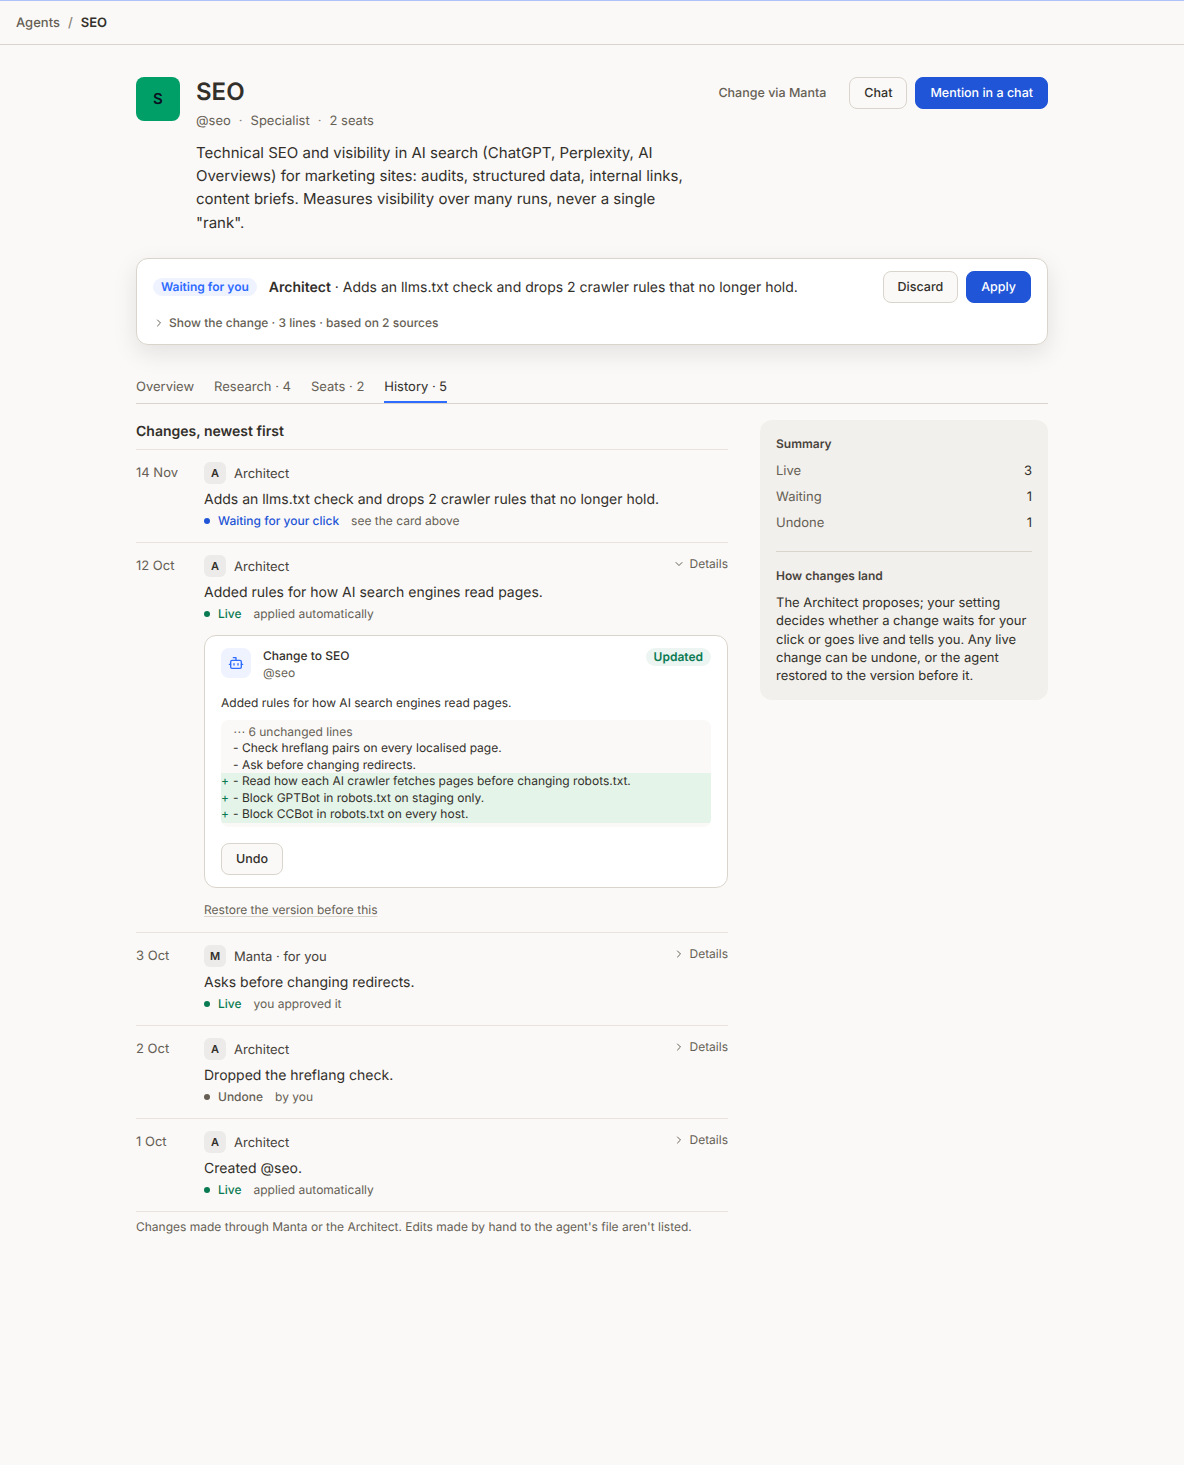 Agents / SEO
S
SEO
Change via Manta
Chat
Mention in a chat
@seo · Specialist · 2 seats
Technical SEO and visibility in AI search (ChatGPT, Perplexity, AI
Overviews) for marketing sites: audits, structured data, internal links,
content briefs. Measures visibility over many runs, never a single
"rank".
Waiting for you
Architect · Adds an llms.txt check and drops 2 crawler rules that no longer hold.
Discard
Apply
Show the change · 3 lines · based on 2 sources
Overview
Research · 4
Seats · 2
History · 5
Changes, newest first
14 Nov
A
Architect
Adds an llms.txt check and drops 2 crawler rules that no longer hold.
Waiting for your click see the card above
12 Oct
A
Architect
Details
Added rules for how AI search engines read pages.
Live applied automatically
Change to SEO
@seo
Updated
Added rules for how AI search engines read pages.
··· 6 unchanged lines
- Check hreflang pairs on every localised page.
- Ask before changing redirects.
+ - Read how each AI crawler fetches pages before changing robots.txt.
+ - Block GPTBot in robots.txt on staging only.
+ - Block CCBot in robots.txt on every host.
Undo
Restore the version before this
3 Oct
M
Manta · for you
Details
Asks before changing redirects.
Live you approved it
2 Oct
A
Architect
Details
Dropped the hreflang check.
Undone by you
1 Oct
A
Architect
Details
Created @seo.
Live applied automatically
Changes made through Manta or the Architect. Edits made by hand to the agent's file aren't listed.
Summary
Live 3
Waiting 1
Undone 1
How changes land
The Architect proposes; your setting
decides whether a change waits for your
click or goes live and tells you. Any live
change can be undone, or the agent
restored to the version before it.